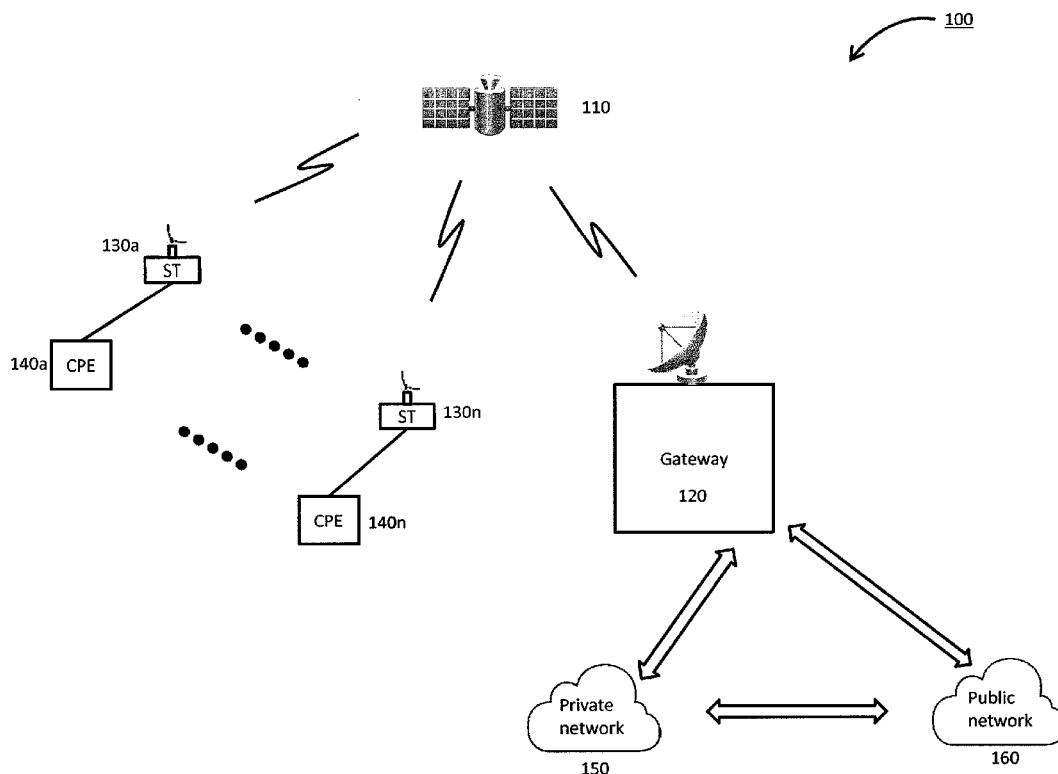 100
110
130a
ST
140a
CPE
ST
130n
CPE
140n
Gateway
120
Private
network
150
Public
network
160